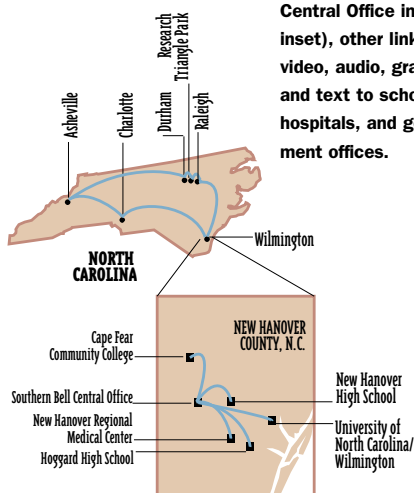 Central Office in
inset), other link
video, audio, gra
and text to scho
hospitals, and g
ment offices.
Asheville
Charlotte
Durham
Research
Triangle Park
Raleigh
Wilmington
NORTH
CAROLINA
NEW HANOVER
COUNTY, N.C.
Cape Fear
Community College
Southern Bell Central Office
New Hanover Regional
Medical Center
Hoggard High School
New Hanover
High School
University of
North Carolina/
Wilmington